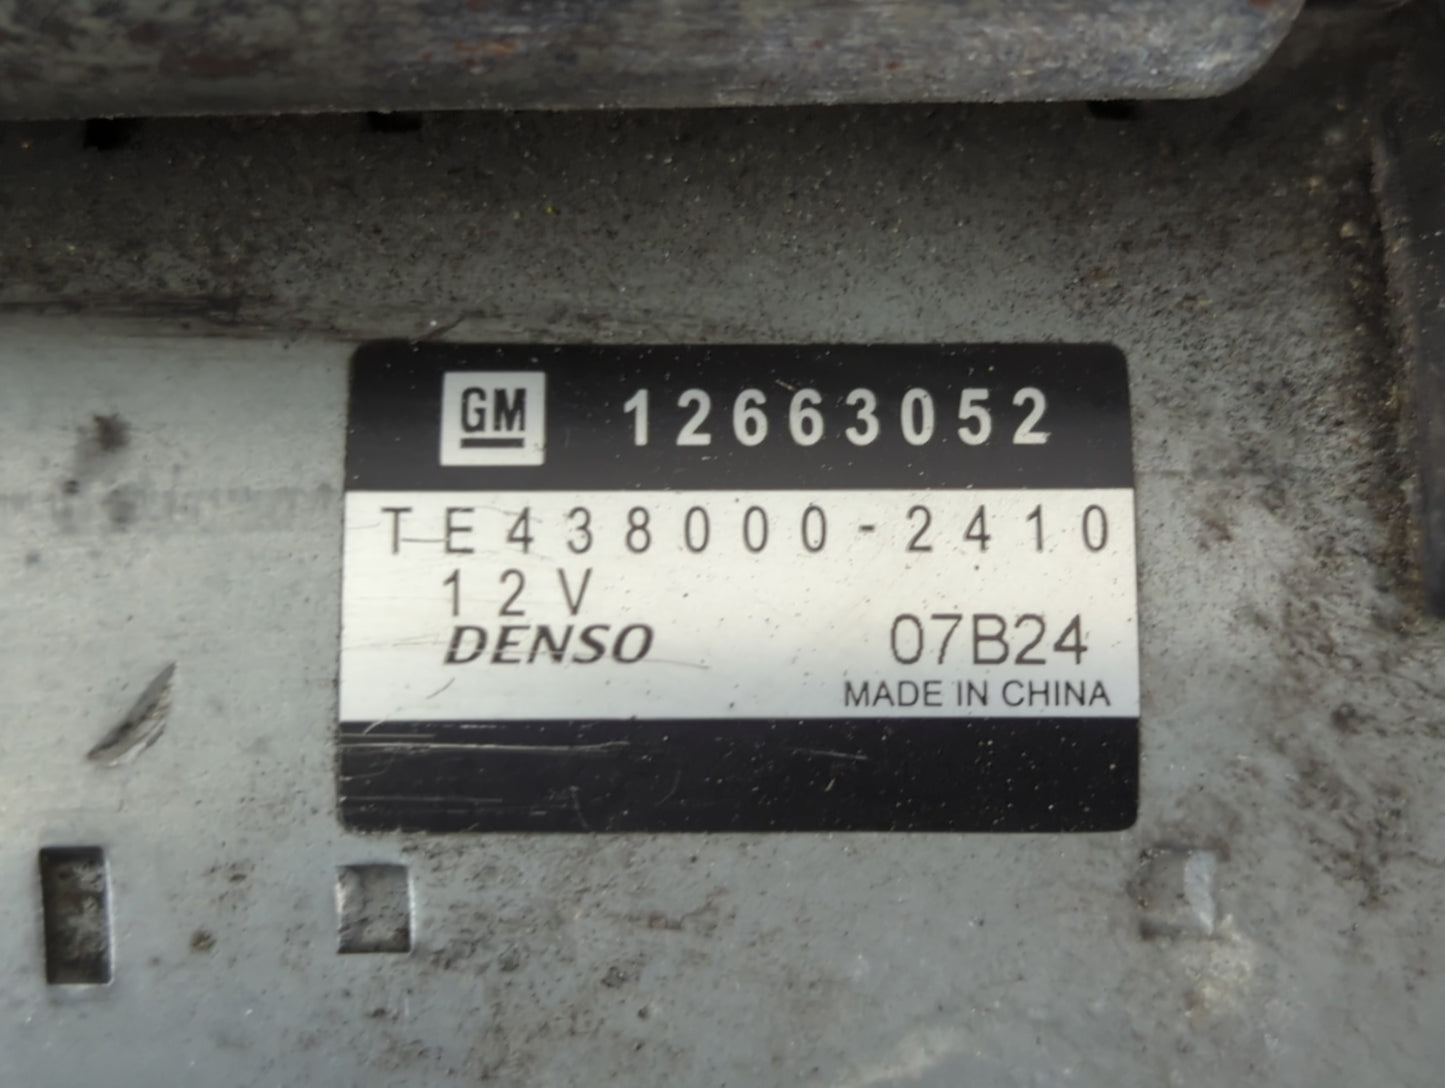 GM 12663052
TE438000-2410
12V
DENSO 07B24
MADE IN CHINA